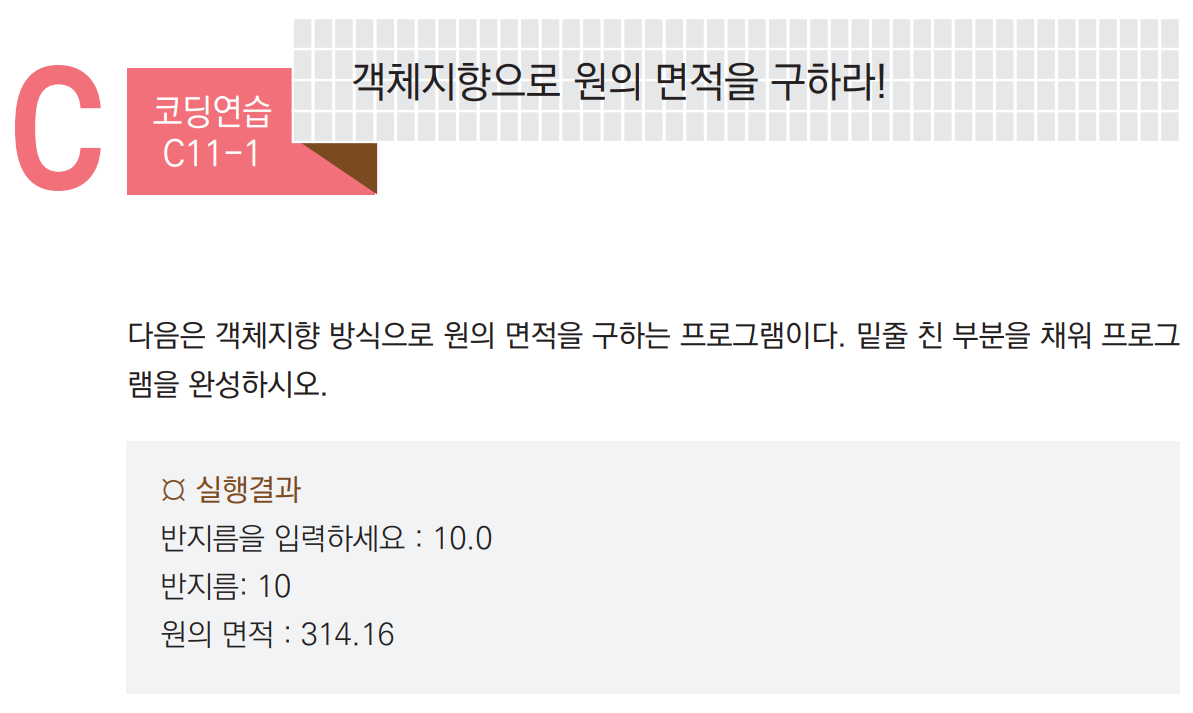 C
코딩연습
C11-1
객체지향으로 원의 면적을 구하라!
다음은 객체지향 방식으로 원의 면적을 구하는 프로그램이다. 밑줄 친 부분을 채워 프로그
램을 완성하시오.
¤ 실행결과
반지름을 입력하세요 : 10.0
반지름: 10
원의 면적 : 314.16